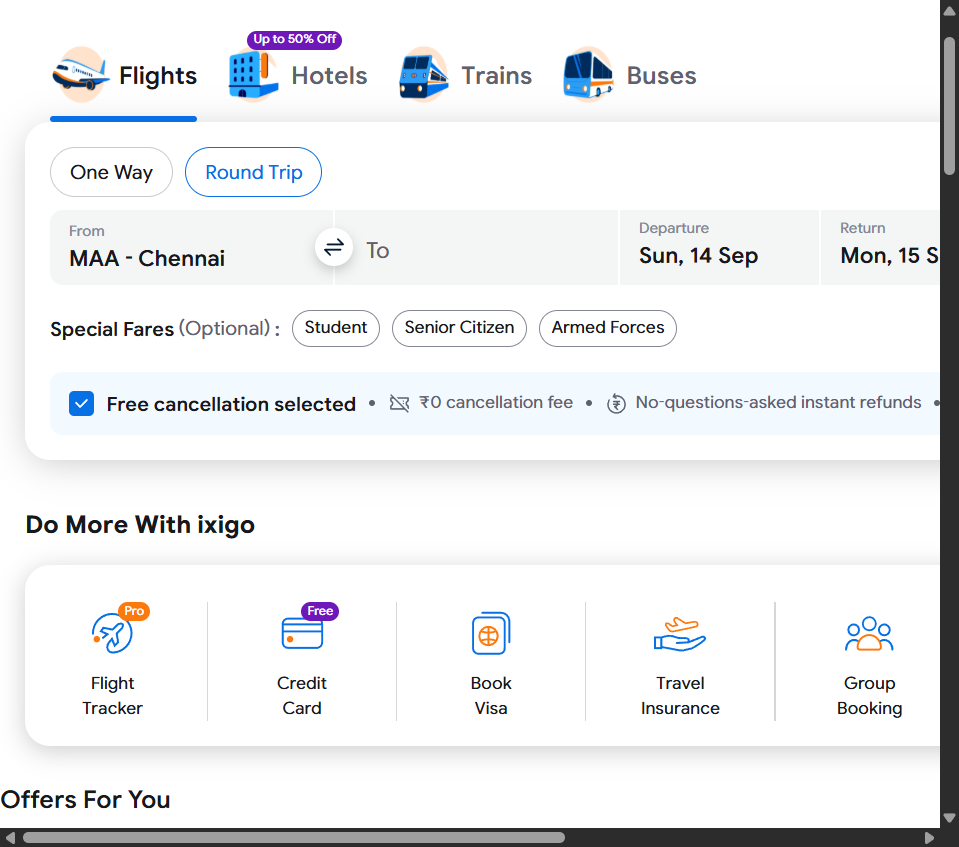 Up to 50% Off
Flights Hotels Trains Buses
One Way Round Trip
From
MAA - Chennai
To
Departure
Sun, 14 Sep
Return
Mon, 15 S
Special Fares (Optional) : Student Senior Citizen Armed Forces
Free cancellation selected • ₹0 cancellation fee • No-questions-asked instant refunds •
Do More With ixigo
Pro
Flight
Tracker
Free
Credit
Card
Book
Visa
Travel
Insurance
Group
Booking
Offers For You